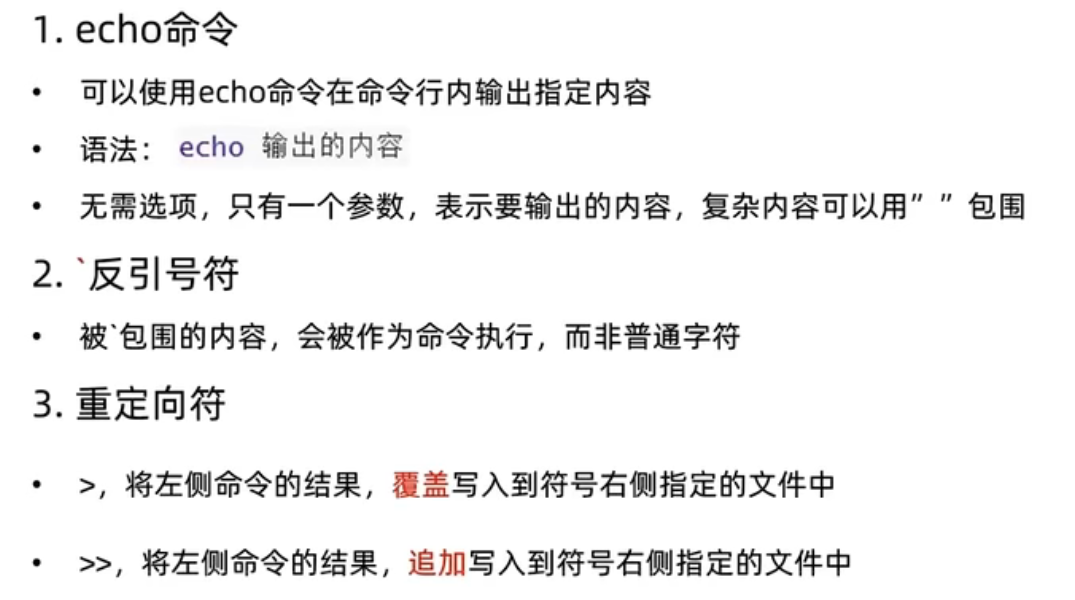 1. echo命令
• 可以使用echo命令在命令行内输出指定内容
• 语法： echo 输出的内容
• 无需选项，只有一个参数，表示要输出的内容，复杂内容可以用” ”包围
2. `反引号符
• 被`包围的内容，会被作为命令执行，而非普通字符
3. 重定向符
• >，将左侧命令的结果，覆盖写入到符号右侧指定的文件中
• >>，将左侧命令的结果，追加写入到符号右侧指定的文件中